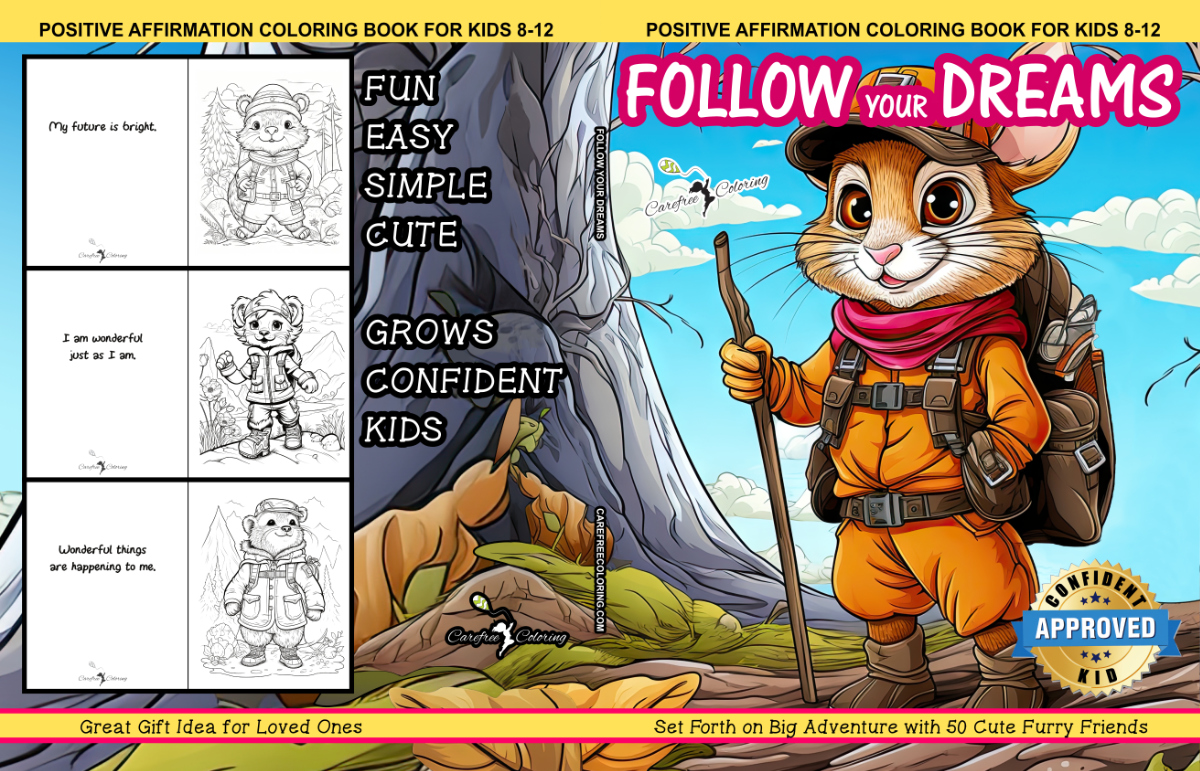 POSITIVE AFFIRMATION COLORING BOOK FOR KIDS 8-12
My future is bright.
Carefree Coloring
I am wonderful
just as I am.
Carefree Coloring
Wonderful things
are happening to me.
Carefree Coloring
FUN
EASY
SIMPLE
CUTE
GROWS
CONFIDENT
KIDS
Carefree Coloring
Great Gift Idea for Loved Ones
FOLLOW YOUR DREAMS
CAREFREECOLORING.COM
POSITIVE AFFIRMATION COLORING BOOK FOR KIDS 8-12
FOLLOW YOUR DREAMS
Carefree Coloring
CONFIDENT
APPROVED
KID
Set Forth on Big Adventure with 50 Cute Furry Friends